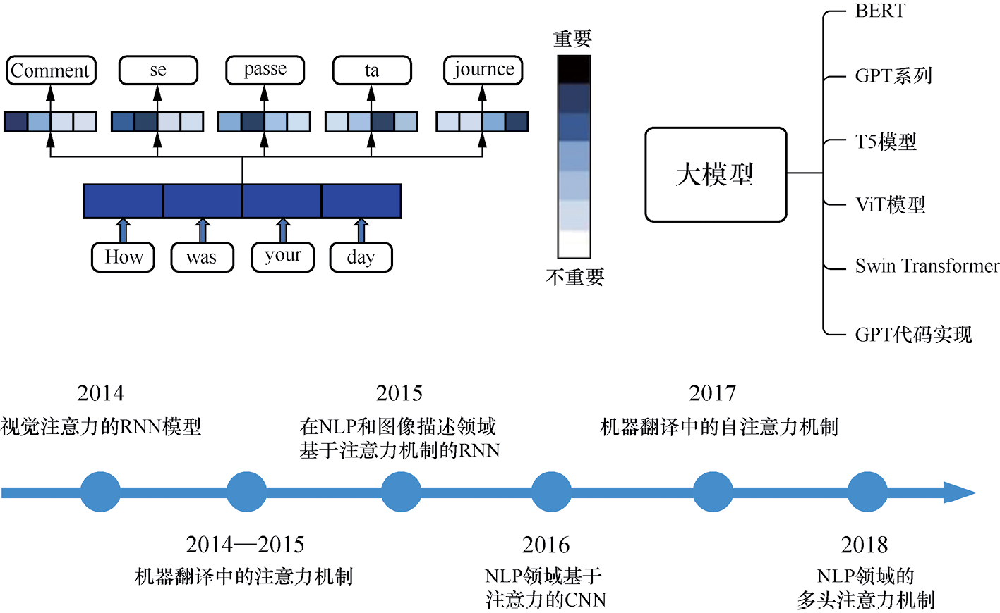 Comment
se
passe
ta
journce
How
was
your
day
重要
不重要
大模型
BERT
GPT系列
T5模型
ViT模型
Swin Transformer
GPT代码实现
2014
视觉注意力的RNN模型
2014—2015
机器翻译中的注意力机制
2015
在NLP和图像描述领域
基于注意力机制的RNN
2016
NLP领域基于
注意力的CNN
2017
机器翻译中的自注意力机制
2018
NLP领域的
多头注意力机制